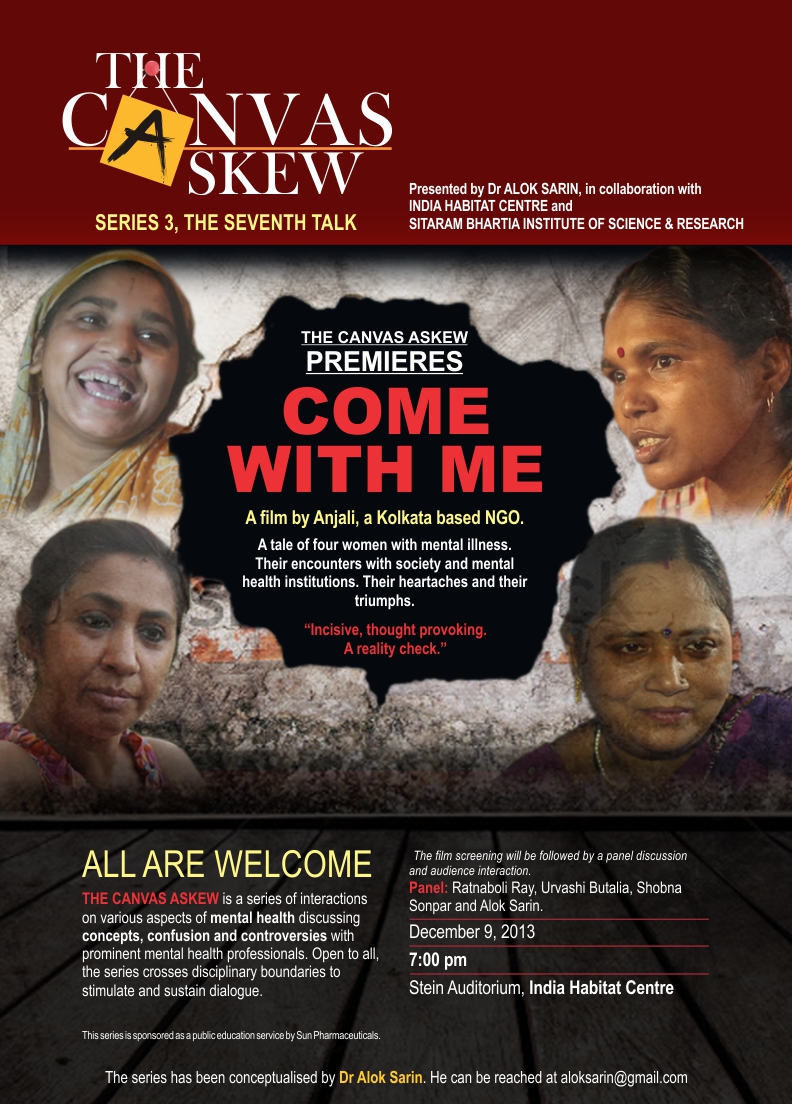 THE
CANVAS
ASKEW
SERIES 3, THE SEVENTH TALK
Presented by Dr ALOK SARIN, in collaboration with
INDIA HABITAT CENTRE and
SITARAM BHARTIA INSTITUTE OF SCIENCE & RESEARCH
THE CANVAS ASKEW
PREMIERES
COME
WITH ME
A film by Anjali, a Kolkata based NGO.
A tale of four women with mental illness.
Their encounters with society and mental
health institutions. Their heartaches and their
triumphs.
“Incisive, thought provoking.
A reality check.”
ALL ARE WELCOME
THE CANVAS ASKEW is a series of interactions
on various aspects of mental health discussing
concepts, confusion and controversies with
prominent mental health professionals. Open to all,
the series crosses disciplinary boundaries to
stimulate and sustain dialogue.
This series is sponsored as a public education service by Sun Pharmaceuticals.
The film screening will be followed by a panel discussion
and audience interaction.
Panel: Ratnaboli Ray, Urvashi Butalia, Shobna
Sonpar and Alok Sarin.
December 9, 2013
7:00 pm
Stein Auditorium, India Habitat Centre
The series has been conceptualised by Dr Alok Sarin. He can be reached at aloksarin@gmail.com